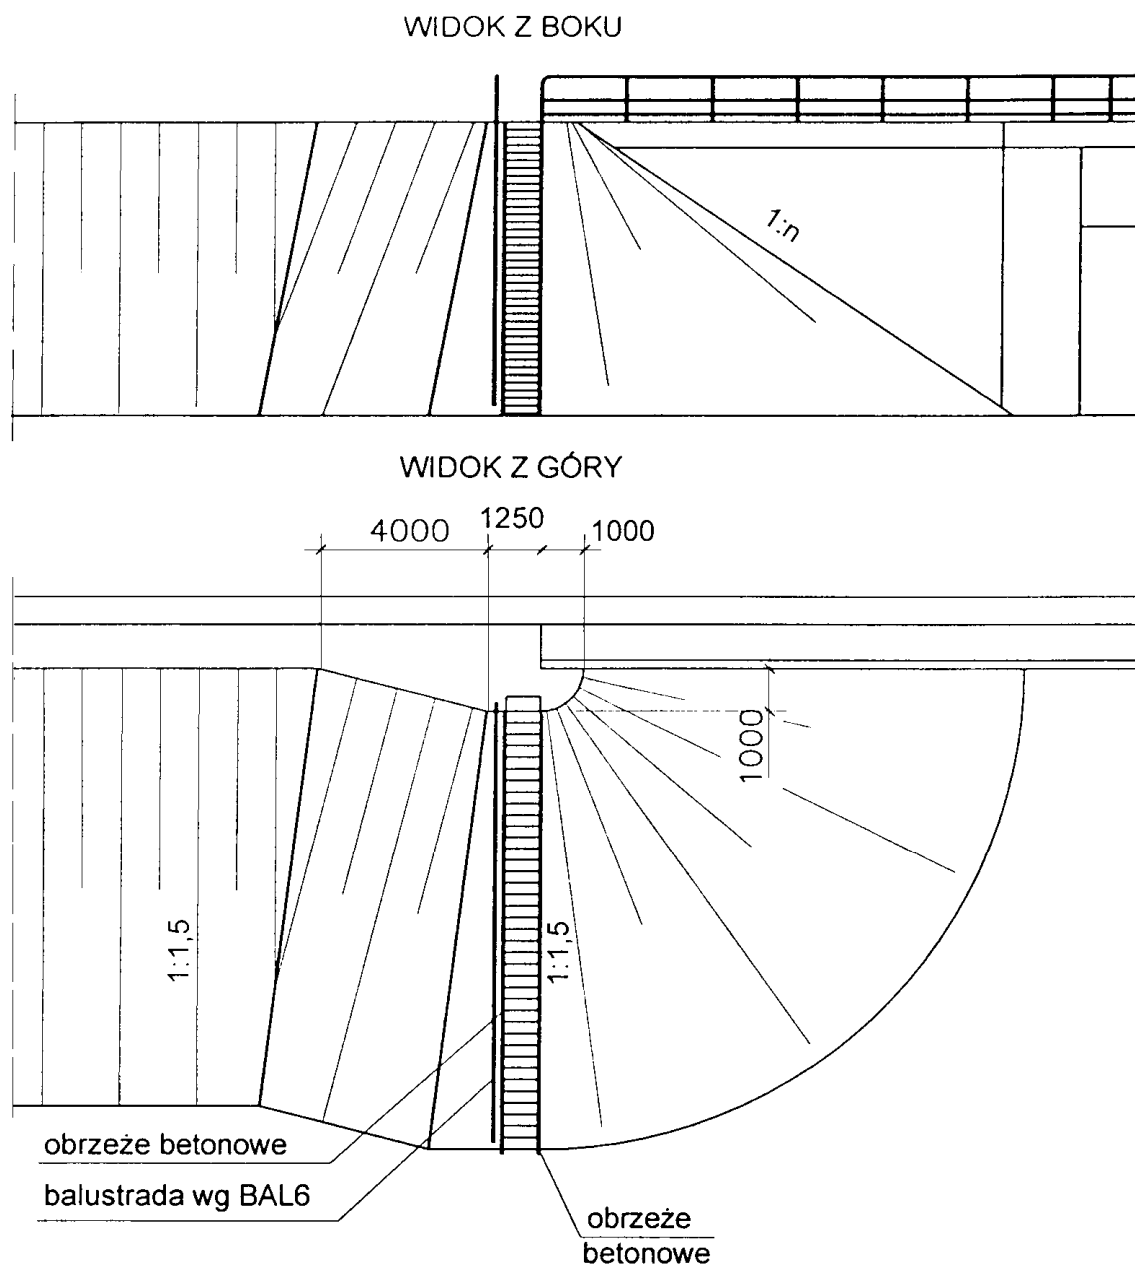 WIDOK Z BOKU
1:n
WIDOK Z GÓRY
4000
1250
1000
1000
1:1,5
1:1,5
obrzeże betonowe
balustrada wg BAL6
obrzeże
betonowe